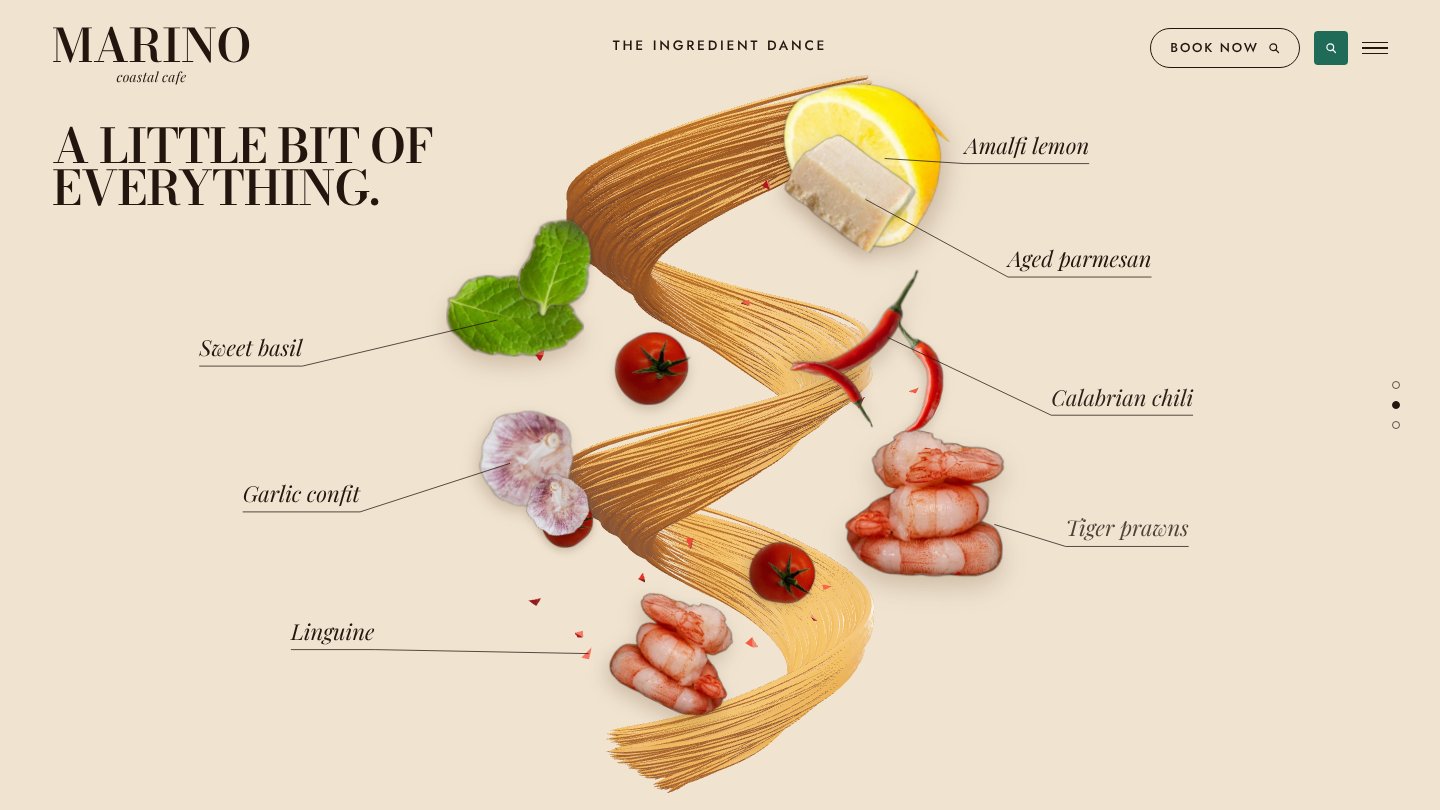 MARINO
coastal cafe
THE INGREDIENT DANCE
BOOK NOW
A LITTLE BIT OF
EVERYTHING.
Amalfi lemon
Aged parmesan
Sweet basil
Calabrian chili
Garlic confit
Tiger prawns
Linguine